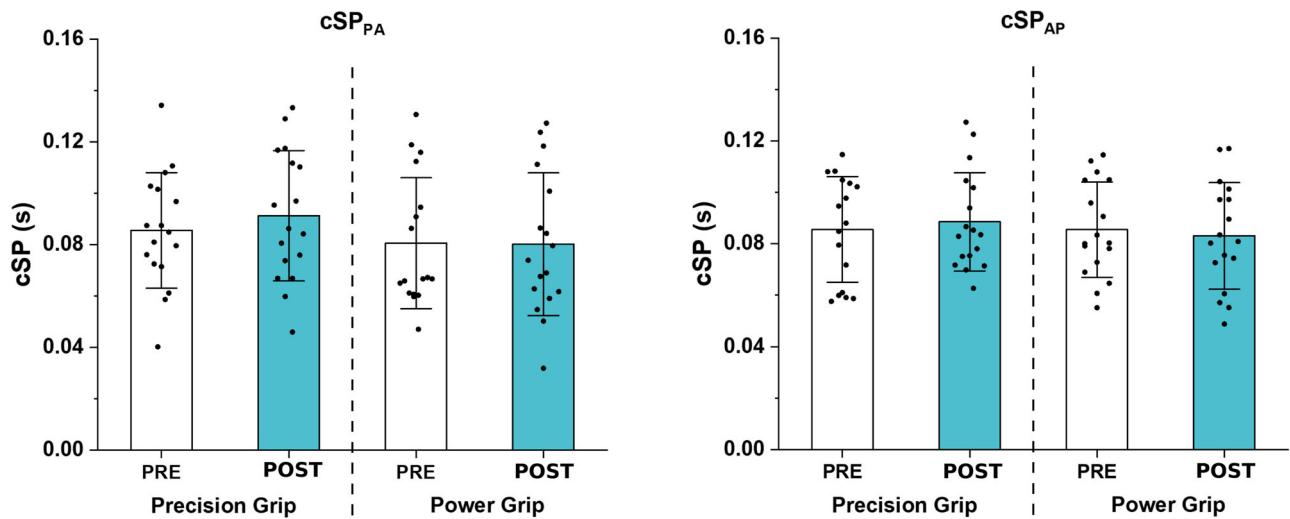 cSPPA
cSP (s)
0.16
0.12
0.08
0.04
0.00
PRE
POST
PRE
POST
Precision Grip
Power Grip
cSPAP
cSP (s)
0.16
0.12
0.08
0.04
0.00
PRE
POST
PRE
POST
Precision Grip
Power Grip